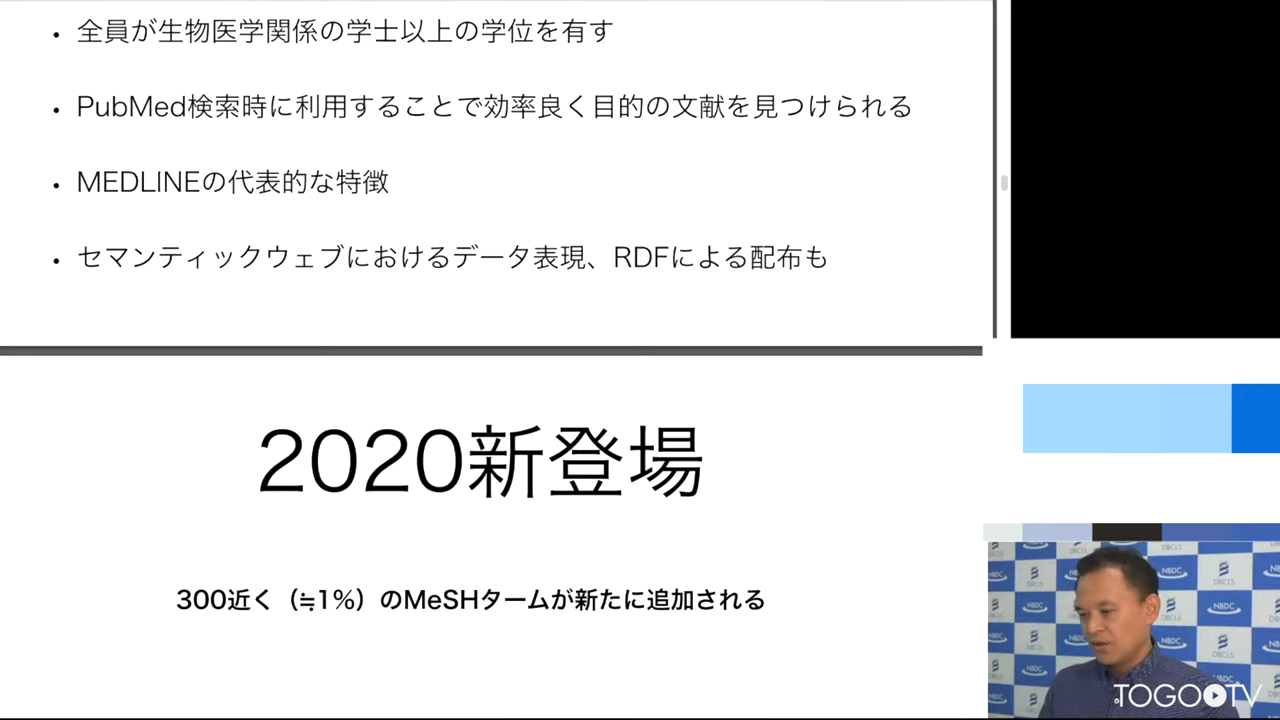 ・ 全員が生物医学関係の学士以上の学位を有す
・ PubMed検索時に利用することで効率良く目的の文献を見つけられる
・ MEDLINEの代表的な特徴
・ セマンティックウェブにおけるデータ表現、RDFによる配布も
2020新登場
300近く（≒1%）のMeSHタームが新たに追加される
DBCLS
NBDC
TOGOTV